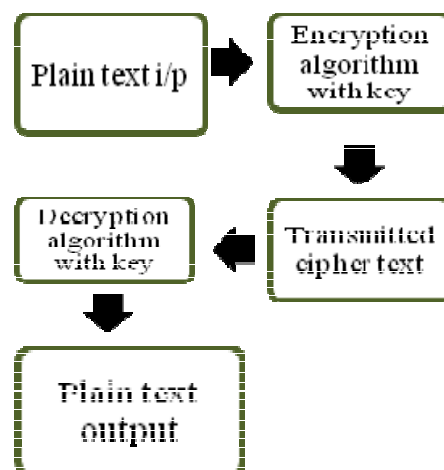 Plain text i/p
Encryption
algorithm
with key
Transmitted
cipher text
Decryption
algorithm
with key
Plain text
output